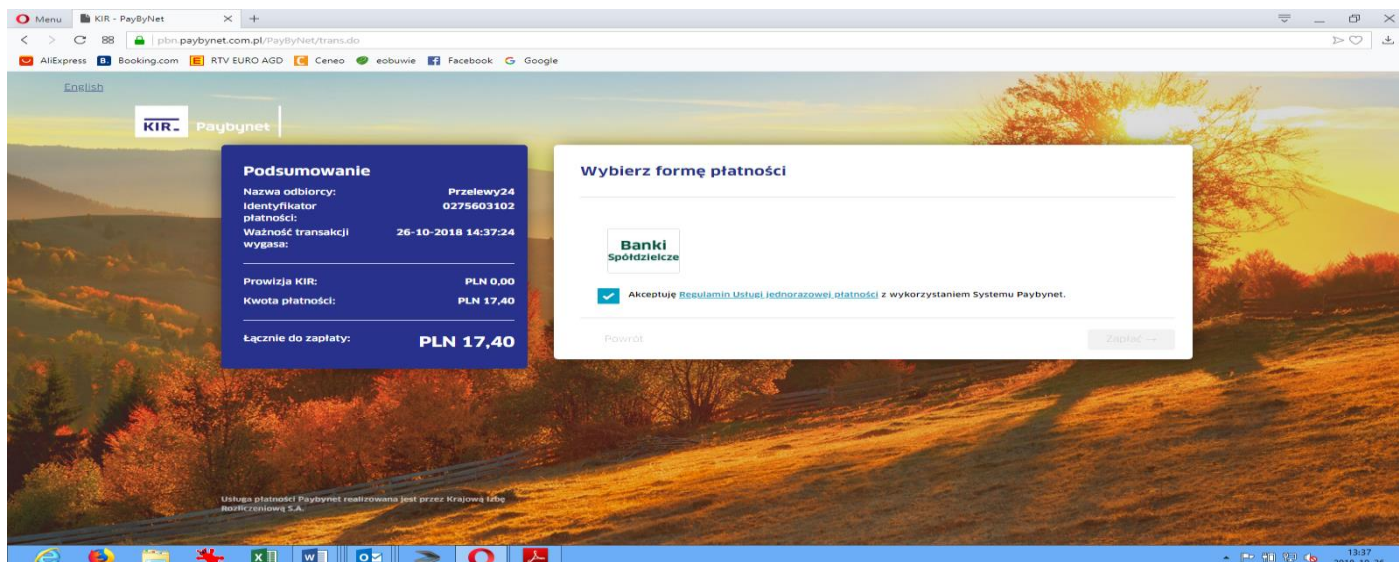 Menu
KIR - PayByNet
pbn.paybynet.com.pl/PayByNet/trans.do
AliExpress
B. Booking.com
E RTV EURO AGD
C Ceneo
eobuwie
Facebook
G Google
English
KIR
Paybynet
Podsumowanie
Nazwa odbiorcy: Przelewy24
Identyfikator 0275603102
płatności:
Ważność transakcji 26-10-2018 14:37:24
wygasa:
Prowizja KIR: PLN 0,00
Kwota płatności: PLN 17,40
Łącznie do zapłaty: PLN 17,40
Wybierz formę płatności
Banki
Spółdzielcze
Akceptuję Regulamin Usługi jednorazowej płatności z wykorzystaniem Systemu Paybynet.
Powrót
Zapłać →
Usługa płatności Paybynet realizowana jest przez Krajową Izbę
Rozliczeniową S.A.
13:37
2018-10-26